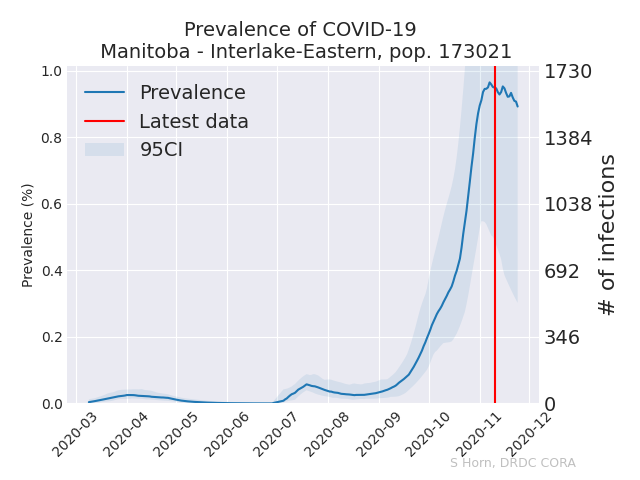 Prevalence of COVID-19
Manitoba - Interlake-Eastern, pop. 173021
Prevalence
Latest data
95CI
Prevalence (%)
1.0
0.8
0.6
0.4
0.2
0.0
1730
1384
1038
692
346
0
# of infections
2020-03
2020-04
2020-05
2020-06
2020-07
2020-08
2020-09
2020-10
2020-11
2020-12
S Horn, DRDC CORA